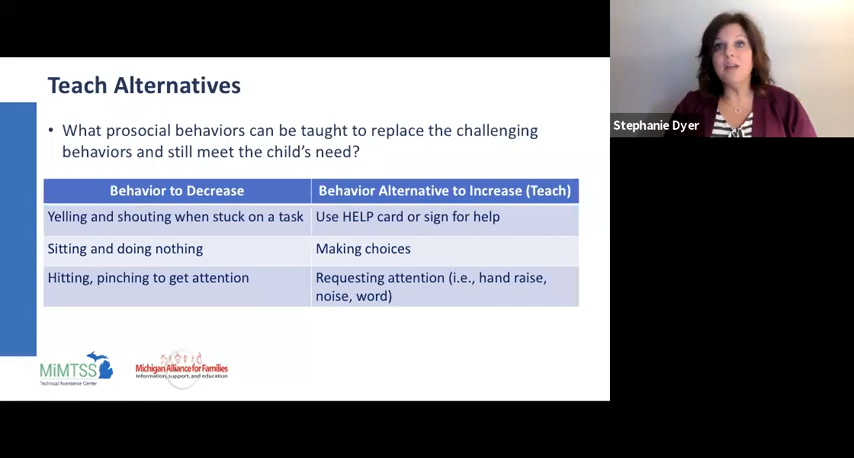 Teach Alternatives
• What prosocial behaviors can be taught to replace the challenging
behaviors and still meet the child's need?
Behavior to Decrease
Behavior Alternative to Increase (Teach)
Yelling and shouting when stuck on a task
Use HELP card or sign for help
Sitting and doing nothing
Making choices
Hitting, pinching to get attention
Requesting attention (i.e., hand raise,
noise, word)
MiMTSS
Technical Assistance Center
Michigan Alliance for Families
Information, support, and education
Stephanie Dyer